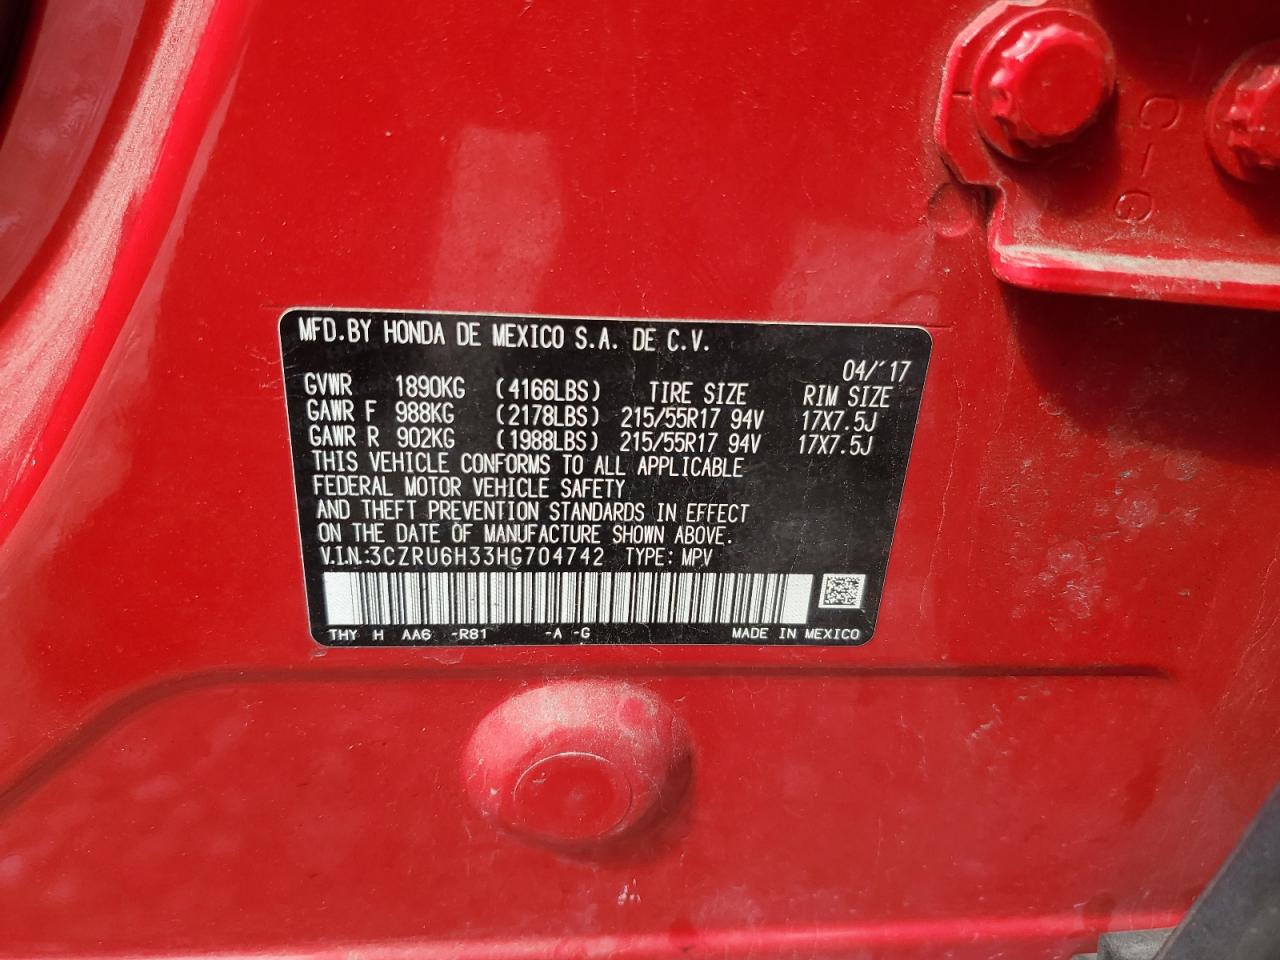 MFD.BY HONDA DE MEXICO S.A. DE C.V.
04/'17
GVWR 1890KG (4166LBS) TIRE SIZE RIM SIZE
GAWR F 988KG (2178LBS) 215/55R17 94V 17X7.5J
GAWR R 902KG (1988LBS) 215/55R17 94V 17X7.5J
THIS VEHICLE CONFORMS TO ALL APPLICABLE
FEDERAL MOTOR VEHICLE SAFETY
AND THEFT PREVENTION STANDARDS IN EFFECT
ON THE DATE OF MANUFACTURE SHOWN ABOVE.
V.I.N.:3CZRU6H33HG704742 TYPE: MPV
THY H AA6 -R81 -A -G MADE IN MEXICO